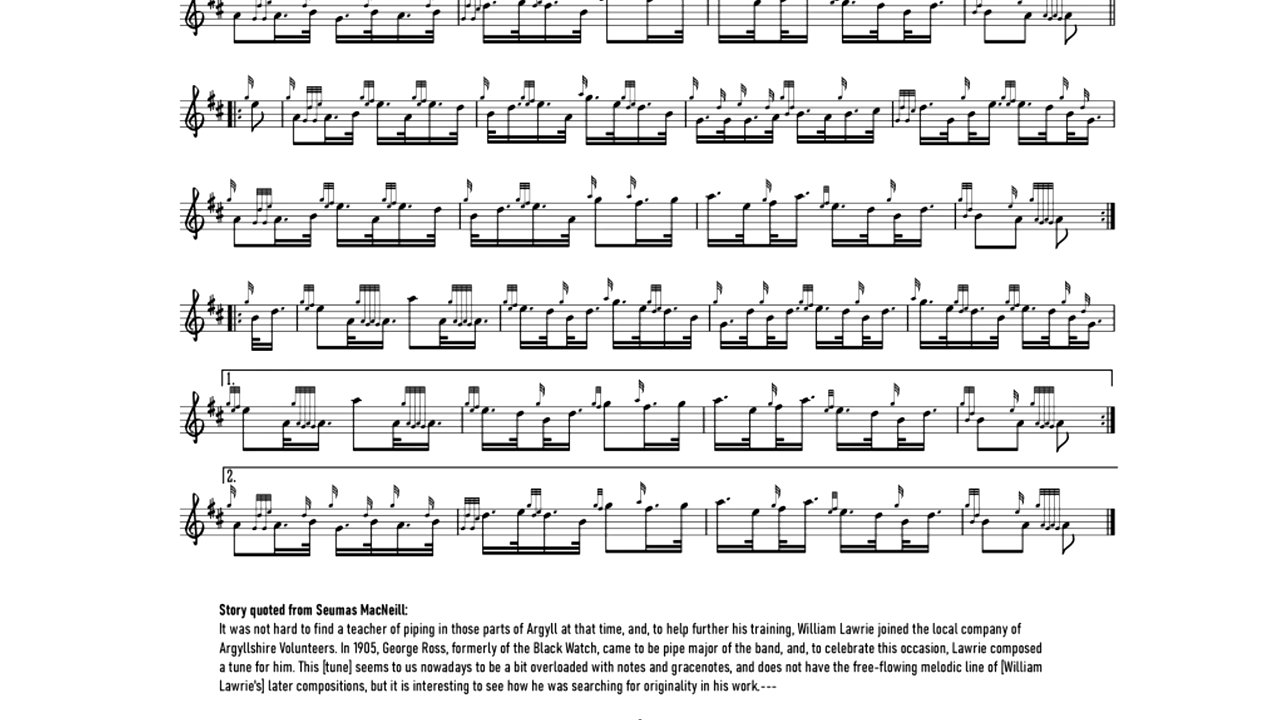 1.
2.
Story quoted from Seumas MacNeill:
It was not hard to find a teacher of piping in those parts of Argyll at that time, and, to help further his training, William Lawrie joined the local company of
Argyllshire Volunteers. In 1905, George Ross, formerly of the Black Watch, came to be pipe major of the band, and, to celebrate this occasion, Lawrie composed
a tune for him. This [tune] seems to us nowadays to be a bit overloaded with notes and gracenotes, and does not have the free-flowing melodic line of [William
Lawrie's] later compositions, but it is interesting to see how he was searching for originality in his work.---